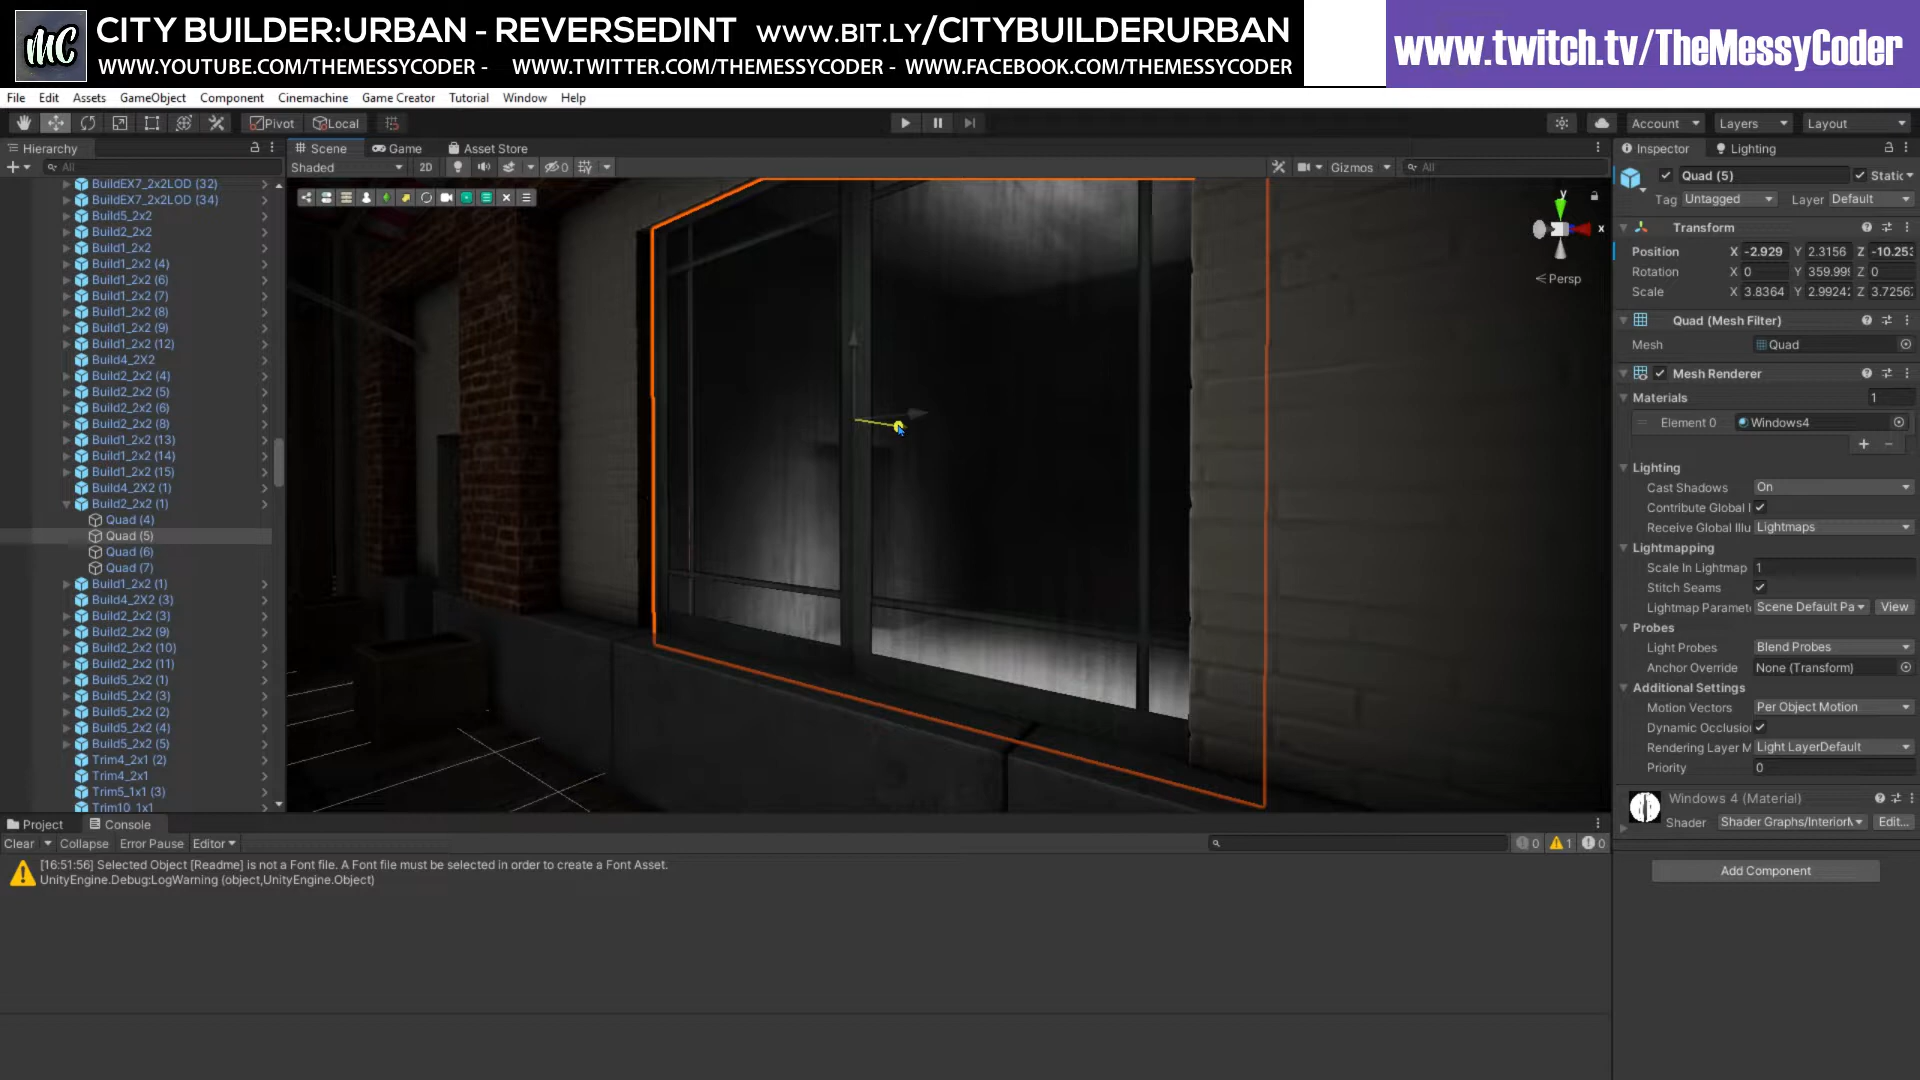 MC CITY BUILDER:URBAN - REVERSEDINT WWW.BIT.LY/CITYBUILDERURBAN
WWW.YOUTUBE.COM/THEMESSYCODER - WWW.TWITTER.COM/THEMESSYCODER - WWW.FACEBOOK.COM/THEMESSYCODER
www.twitch.tv/TheMessyCoder
File Edit Assets GameObject Component Cinemachine Game Creator Tutorial Window Help
Pivot Local Account Layers Layout
Hierarchy
All
BuildEX7_2x2LOD (32)
BuildEX7_2x2LOD (34)
Build5_2x2
Build2_2x2
Build1_2x2
Build1_2x2 (4)
Build1_2x2 (6)
Build1_2x2 (7)
Build1_2x2 (8)
Build1_2x2 (9)
Build1_2x2 (12)
Build4_2X2
Build2_2x2 (4)
Build2_2x2 (5)
Build2_2x2 (6)
Build2_2x2 (8)
Build1_2x2 (13)
Build1_2x2 (14)
Build1_2x2 (15)
Build4_2X2 (1)
Build2_2x2 (1)
Quad (4)
Quad (5)
Quad (6)
Quad (7)
Build1_2x2 (1)
Build4_2X2 (3)
Build2_2x2 (3)
Build2_2x2 (9)
Build2_2x2 (10)
Build2_2x2 (11)
Build5_2x2 (1)
Build5_2x2 (3)
Build5_2x2 (2)
Build5_2x2 (4)
Build5_2x2 (5)
Trim4_2x1 (2)
Trim4_2x1
Trim5_1x1 (3)
Trim10_1x1
Scene Game Asset Store
Shaded 2D 0 Gizmos All
y
x
Persp
Inspector Lighting
Quad (5) Static
Tag Untagged Layer Default
Transform
Position X -2.929 Y 2.3156 Z -10.253
Rotation X 0 Y 359.999 Z 0
Scale X 3.8364 Y 2.9924 Z 3.7256
Quad (Mesh Filter)
Mesh Quad
Mesh Renderer
Materials 1
Element 0 Windows4
Lighting
Cast Shadows On
Contribute Global I
Receive Global Illu Lightmaps
Lightmapping
Scale In Lightmap 1
Stitch Seams
Lightmap Paramet Scene Default Pa View
Probes
Light Probes Blend Probes
Anchor Override None (Transform)
Additional Settings
Motion Vectors Per Object Motion
Dynamic Occlusio
Rendering Layer M Light LayerDefault
Priority 0
Windows 4 (Material)
Shader Shader Graphs/Interior Edit...
Add Component
Project Console
Clear Collapse Error Pause Editor 0 1 0
[16:51:56] Selected Object [Readme] is not a Font file. A Font file must be selected in order to create a Font Asset.
UnityEngine.Debug:LogWarning (object,UnityEngine.Object)